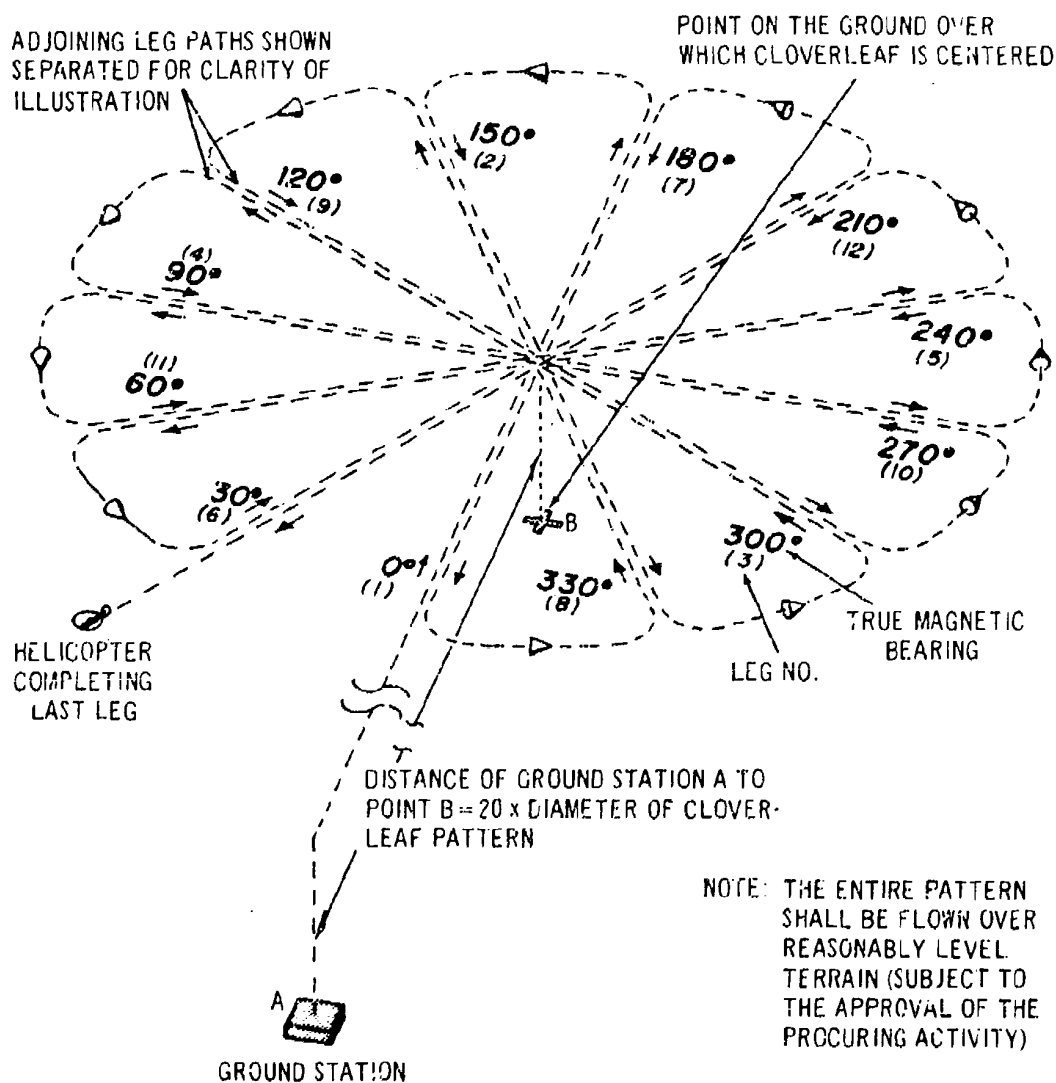 ADJOINING LEG PATHS SHOWN
SEPARATED FOR CLARITY OF
ILLUSTRATION
POINT ON THE GROUND OVER
WHICH CLOVERLEAF IS CENTERED
150°
(2)
180°
(7)
120°
(9)
210°
(12)
(4)
90°
240°
(5)
(11)
60°
270°
(10)
30°
(6)
B
300°
(3)
0°
(1)
330°
(8)
HELICOPTER
COMPLETING
LAST LEG
TRUE MAGNETIC
BEARING
LEG NO.
DISTANCE OF GROUND STATION A TO
POINT B = 20 x DIAMETER OF CLOVER-
LEAF PATTERN
NOTE: THE ENTIRE PATTERN
SHALL BE FLOWN OVER
REASONABLY LEVEL
TERRAIN (SUBJECT TO
THE APPROVAL OF THE
PROCURING ACTIVITY)
A
GROUND STATION